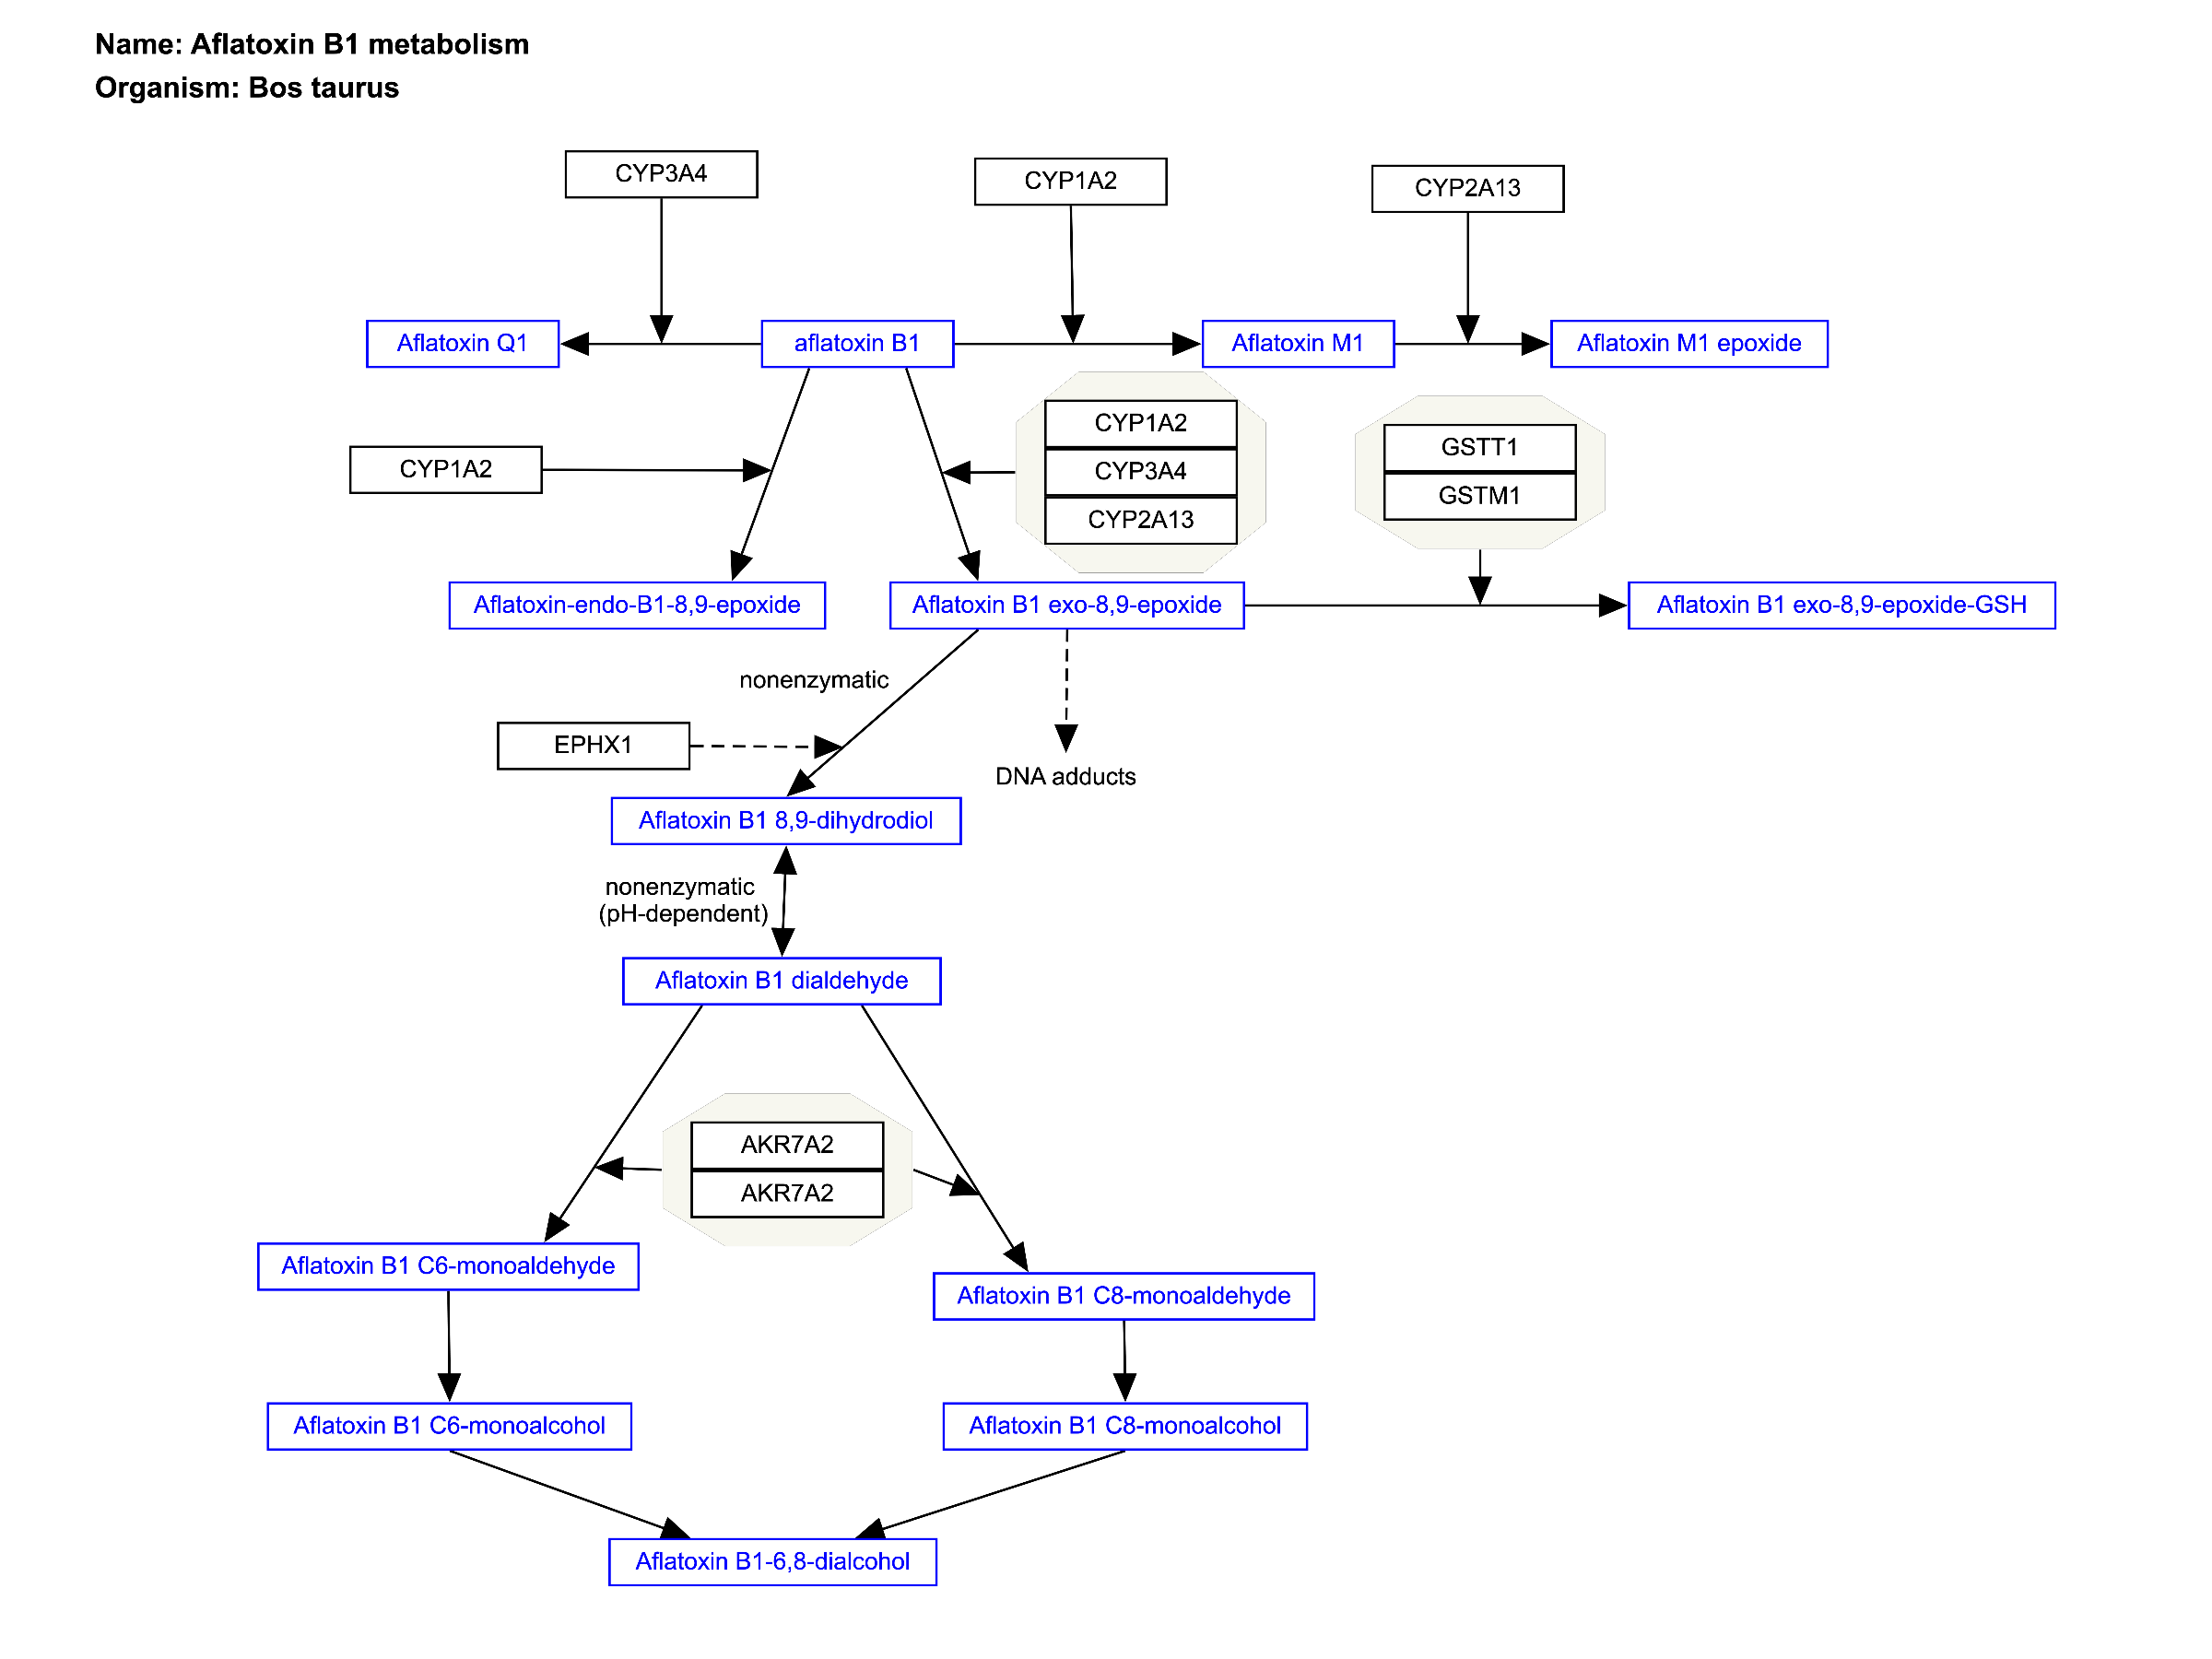 Name: Aflatoxin B1 metabolism
Organism: Bos taurus
CYP3A4
CYP1A2
CYP2A13
Aflatoxin Q1
aflatoxin B1
Aflatoxin M1
Aflatoxin M1 epoxide
CYP1A2
CYP1A2
CYP3A4
CYP2A13
GSTT1
GSTM1
Aflatoxin-endo-B1-8,9-epoxide
Aflatoxin B1 exo-8,9-epoxide
Aflatoxin B1 exo-8,9-epoxide-GSH
nonenzymatic
EPHX1
DNA adducts
Aflatoxin B1 8,9-dihydrodiol
nonenzymatic
(pH-dependent)
Aflatoxin B1 dialdehyde
AKR7A2
AKR7A2
Aflatoxin B1 C6-monoaldehyde
Aflatoxin B1 C8-monoaldehyde
Aflatoxin B1 C6-monoalcohol
Aflatoxin B1 C8-monoalcohol
Aflatoxin B1-6,8-dialcohol